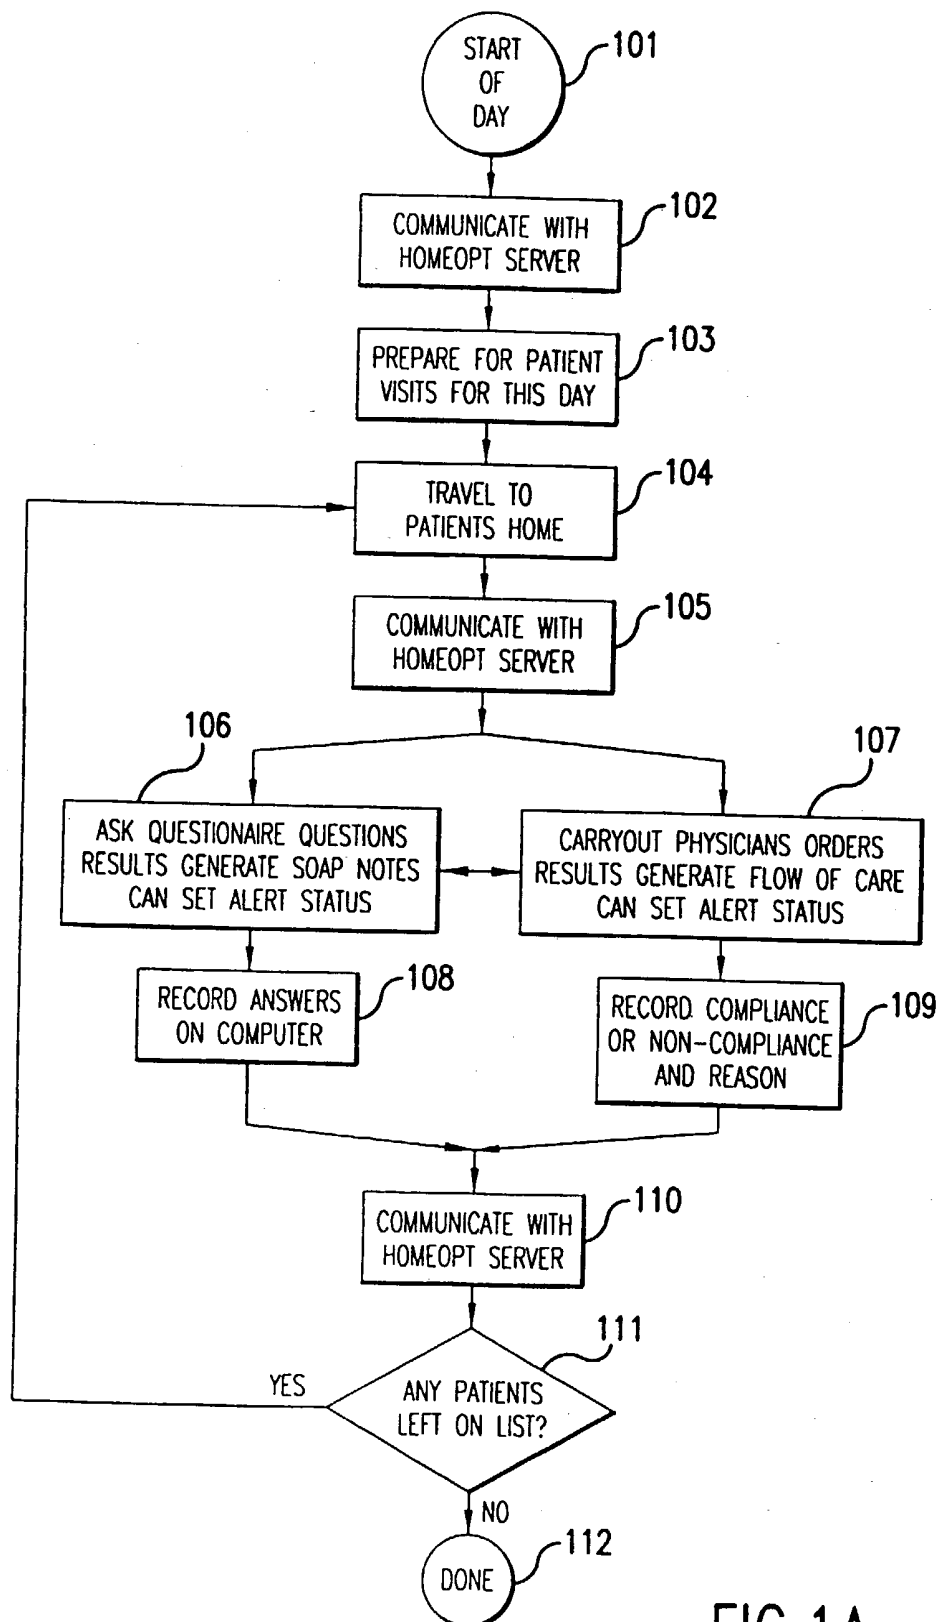 START
OF
DAY
101
COMMUNICATE WITH
HOMEOPT SERVER
102
PREPARE FOR PATIENT
VISITS FOR THIS DAY
103
TRAVEL TO
PATIENTS HOME
104
COMMUNICATE WITH
HOMEOPT SERVER
105
106
ASK QUESTIONAIRE QUESTIONS
RESULTS GENERATE SOAP NOTES
CAN SET ALERT STATUS
107
CARRYOUT PHYSICIANS ORDERS
RESULTS GENERATE FLOW OF CARE
CAN SET ALERT STATUS
RECORD ANSWERS
ON COMPUTER
108
RECORD COMPLIANCE
OR NON-COMPLIANCE
AND REASON
109
COMMUNICATE WITH
HOMEOPT SERVER
110
111
ANY PATIENTS
LEFT ON LIST?
YES
NO
DONE
112
FIG.1A